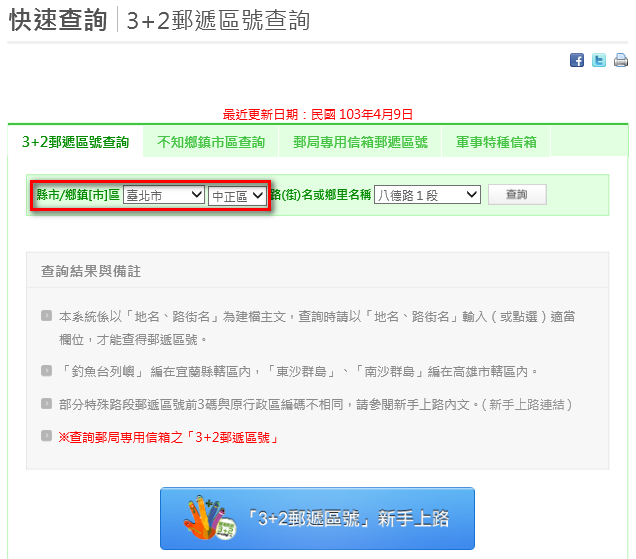 快速查詢 3+2郵遞區號查詢
最近更新日期：民國 103年4月9日
3+2郵遞區號查詢 不知鄉鎮市區查詢 郵局專用信箱郵遞區號 軍事特種信箱
縣市/鄉鎮[市]區 臺北市 中正區 路(街)名或鄉里名稱 八德路１段 查詢
查詢結果與備註
本系統係以「地名、路街名」為建檔主文，查詢時請以「地名、路街名」輸入（或點選）適當
欄位，才能查得郵遞區號。
「釣魚台列嶼」 編在宜蘭縣轄區內，「東沙群島」、「南沙群島」編在高雄市轄區內。
部分特殊路段郵遞區號前3碼與原行政區編碼不相同，請參閱新手上路內文。( 新手上路連結 )
※查詢郵局專用信箱之「3+2郵遞區號」
「3+2郵遞區號」新手上路